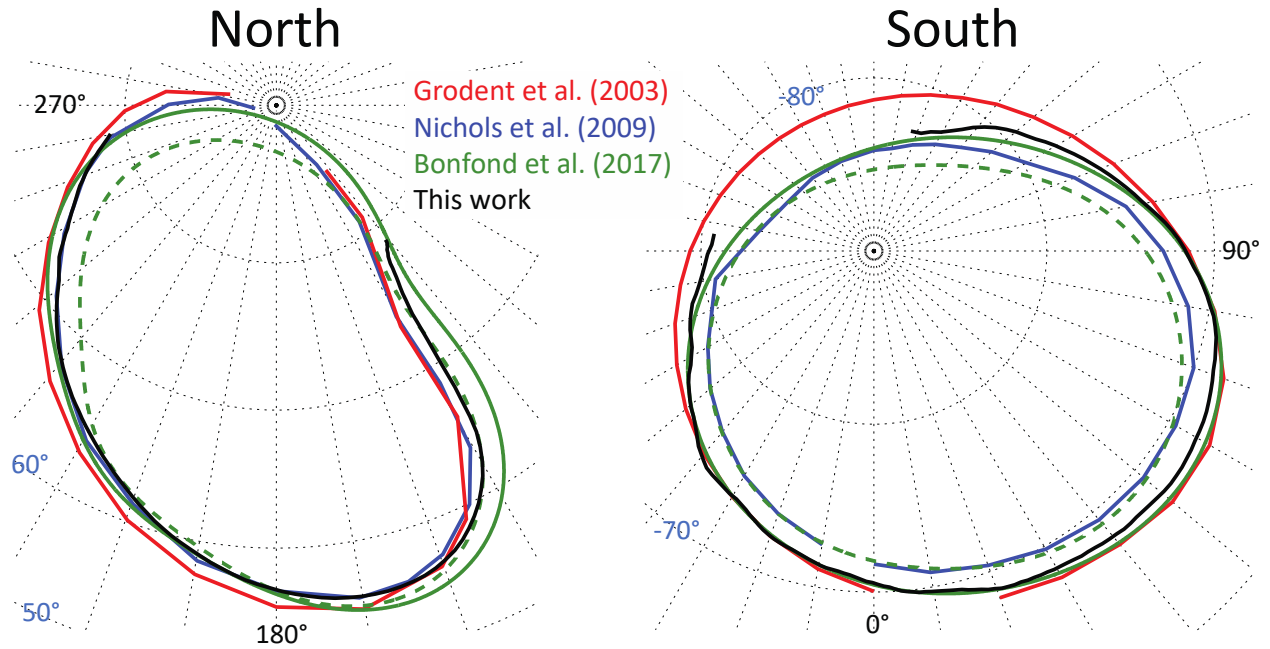 North
South
Grodent et al. (2003)
Nichols et al. (2009)
Bonfond et al. (2017)
This work
270°
60°
50°
180°
-80°
90°
-70°
0°